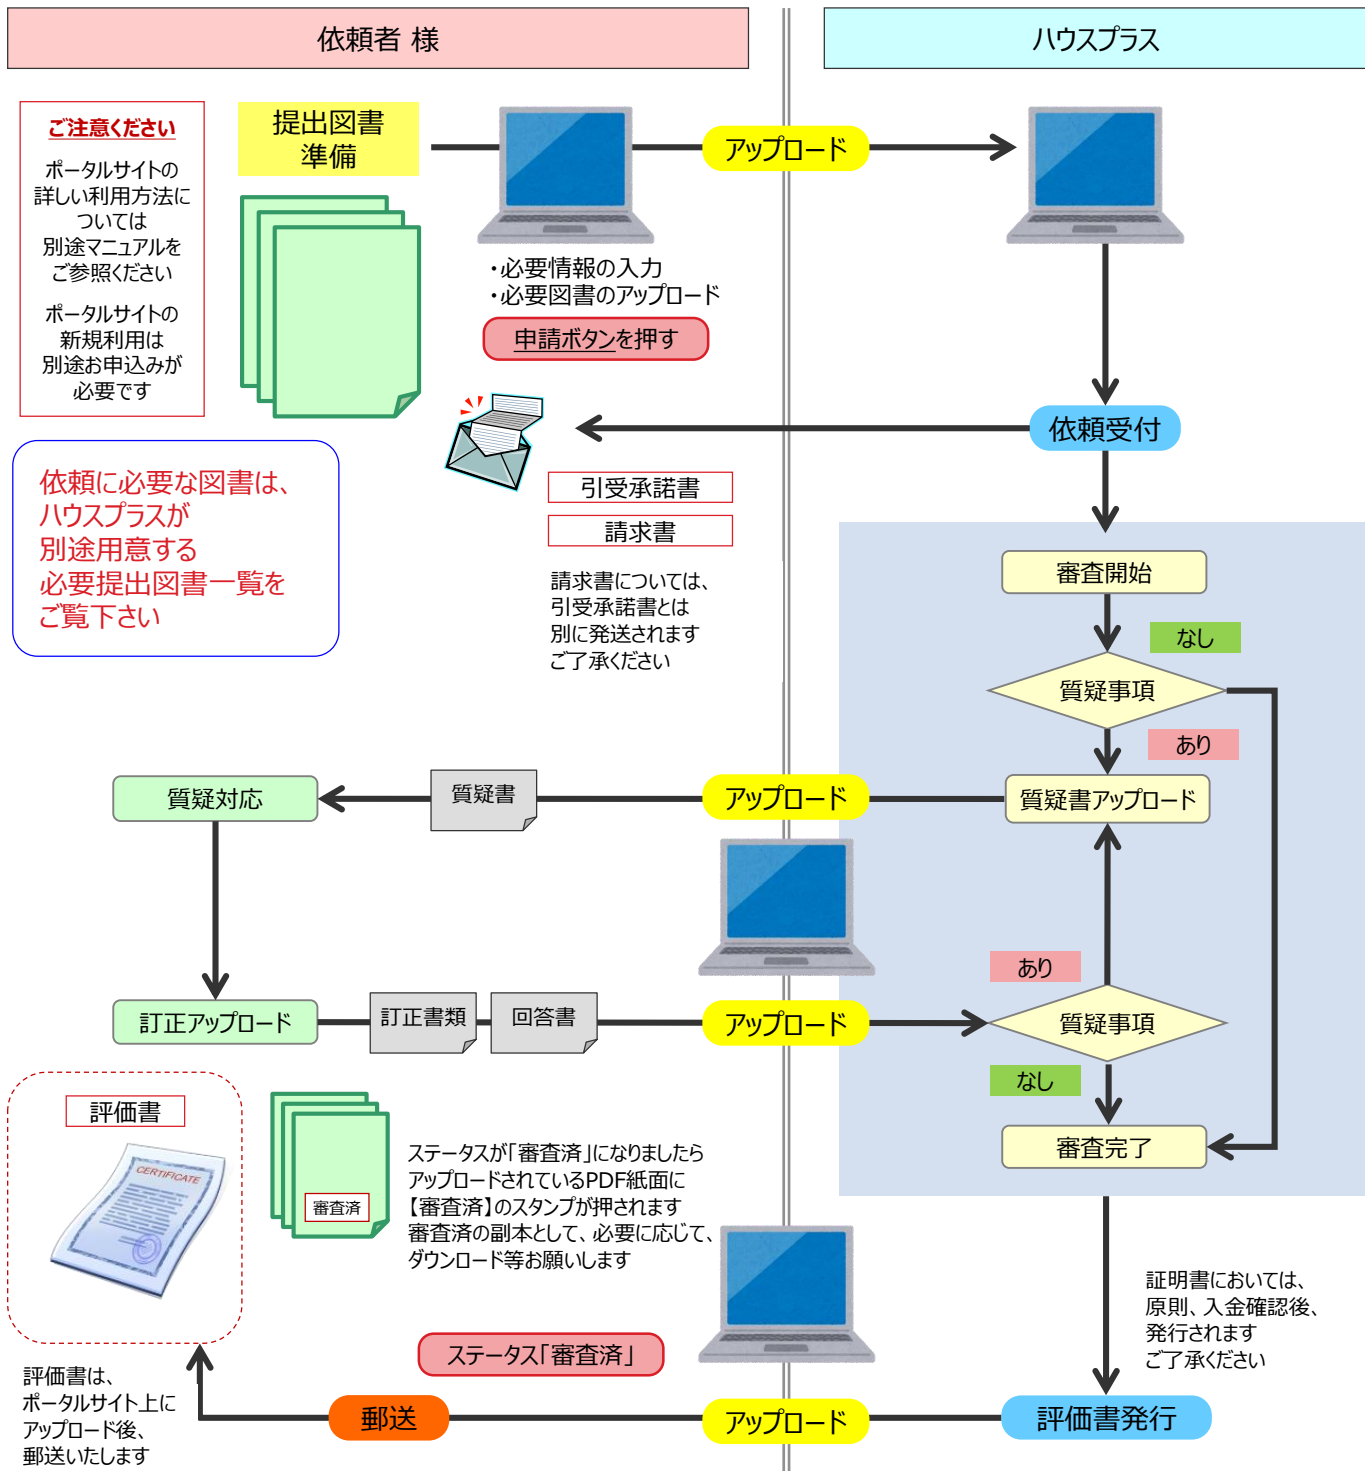 依頼者 様
ハウスプラス
ご注意ください
ポータルサイトの
詳しい利用方法に
ついては
別途マニュアルを
ご参照ください
ポータルサイトの
新規利用は
別途お申込みが
必要です
提出図書
準備
アップロード
・必要情報の入力
・必要図書のアップロード
申請ボタンを押す
依頼受付
依頼に必要な図書は、
ハウスプラスが
別途用意する
必要提出図書一覧を
ご覧下さい
引受承諾書
請求書
請求書については、
引受承諾書とは
別に発送されます
ご了承ください
審査開始
なし
質疑事項
あり
質疑書アップロード
アップロード
質疑書
質疑対応
訂正アップロード
訂正書類
回答書
アップロード
あり
質疑事項
なし
審査完了
評価書
CERTIFICATE
審査済
ステータスが「審査済」になりましたら
アップロードされているPDF紙面に
【審査済】のスタンプが押されます
審査済の副本として、必要に応じて、
ダウンロード等お願いします
証明書においては、
原則、入金確認後、
発行されます
ご了承ください
ステータス「審査済」
評価書は、
ポータルサイト上に
アップロード後、
郵送いたします
郵送
アップロード
評価書発行